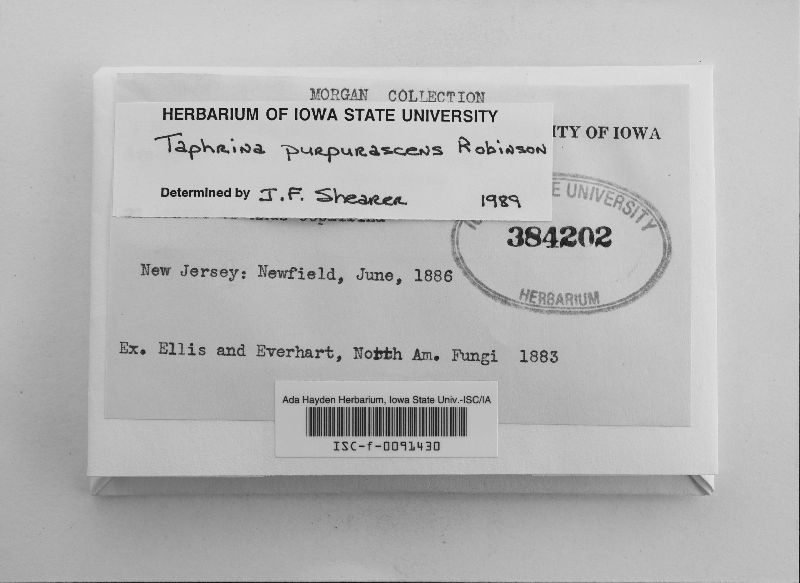 MORGAN COLLECTION
HERBARIUM OF IOWA STATE UNIVERSITY
ITY OF IOWA
Taphrina purpurascens Robinson
Determined by J.F. Shearer 1989
E UNIVERSITY
384202
HERBARIUM
New Jersey: Newfield, June, 1886
Ex. Ellis and Everhart, North Am. Fungi 1883
Ada Hayden Herbarium, Iowa State Univ.-ISC/IA
ISC-f-0091430